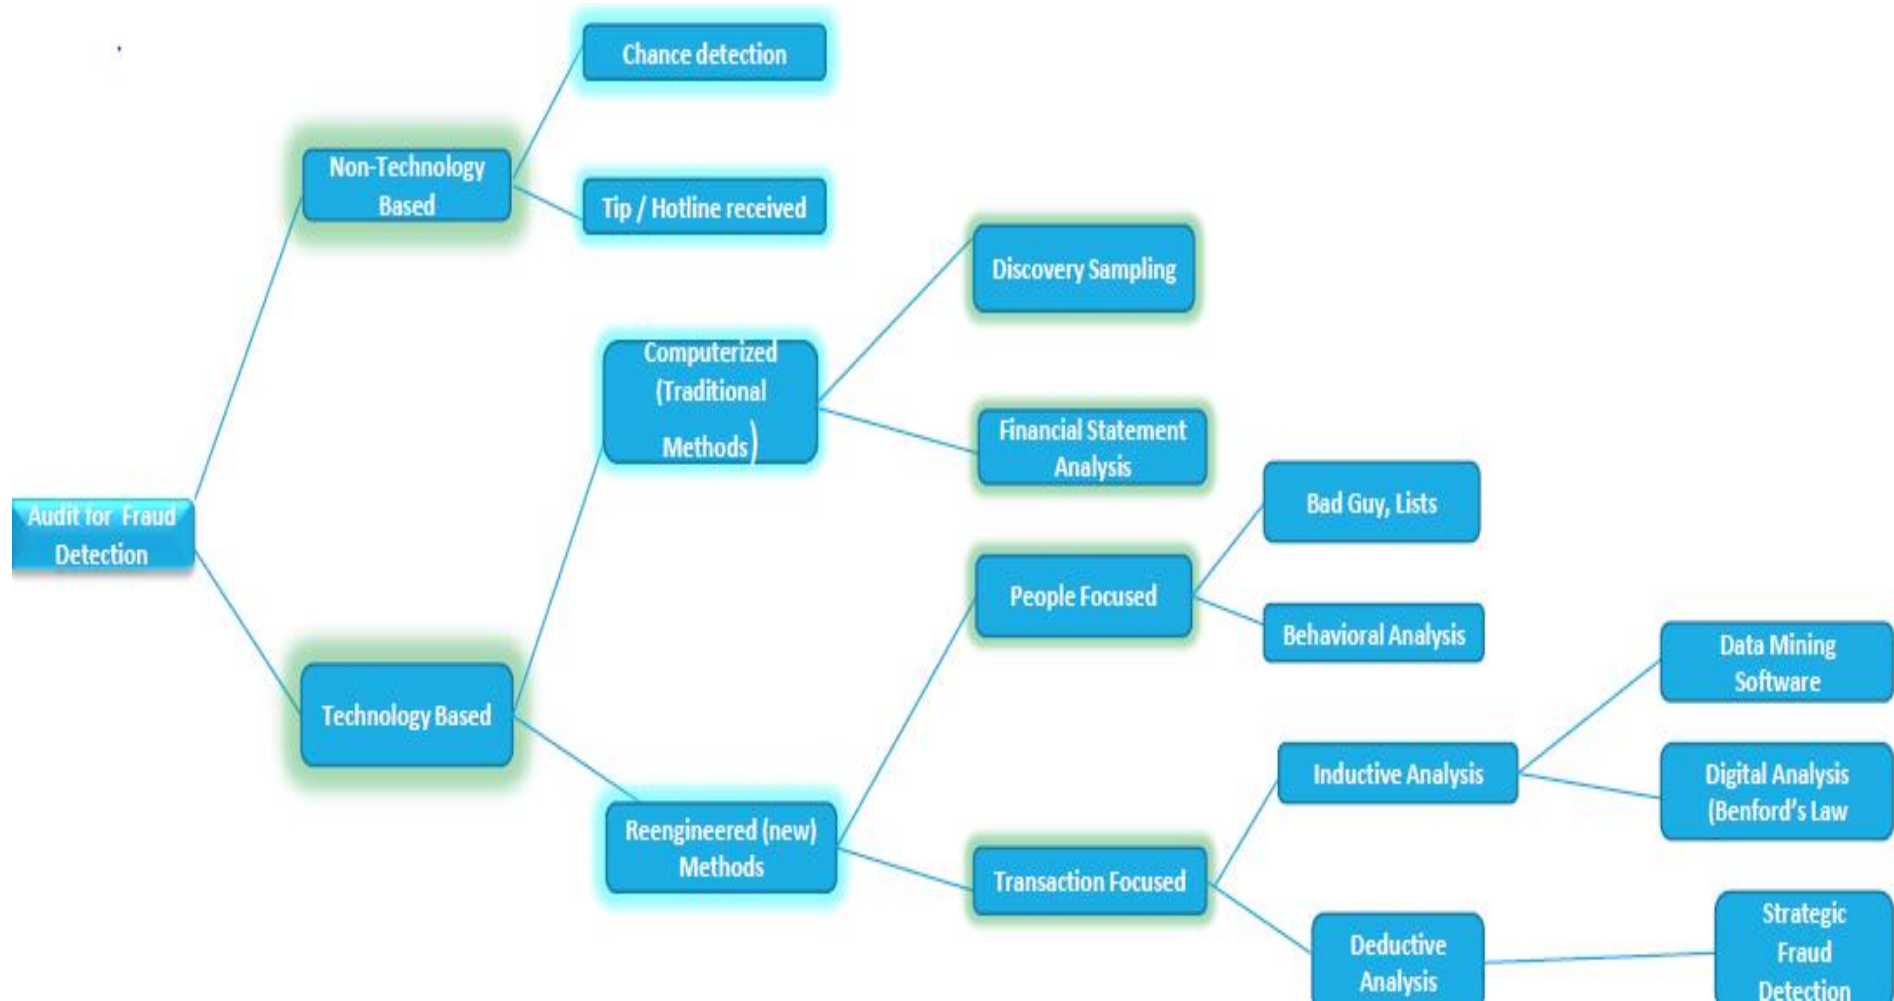 Chance detection
Non-Technology
Based
Tip / Hotline received
Discovery Sampling
Computerized
(Traditional
Methods)
Financial Statement
Analysis
Bad Guy, Lists
Audit for Fraud
Detection
People Focused
Behavioral Analysis
Data Mining
Software
Technology Based
Inductive Analysis
Digital Analysis
(Benford's Law
Reengineered (new)
Methods
Transaction Focused
Deductive
Analysis
Strategic
Fraud
Detection